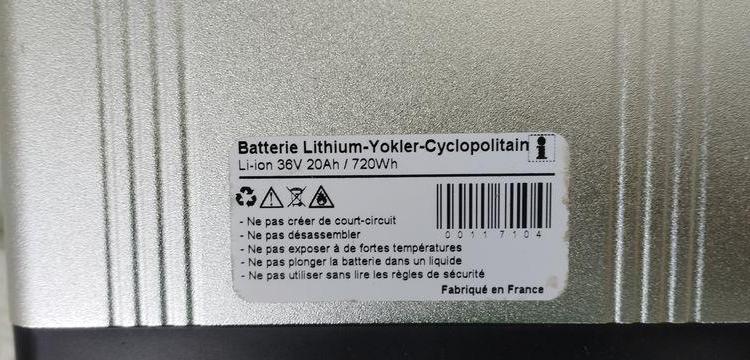 Batterie Lithium-Yokler-Cyclopolitain
Li-ion 36V 20Ah / 720Wh
- Ne pas créer de court-circuit
- Ne pas désassembler
- Ne pas exposer à de fortes températures
- Ne pas plonger la batterie dans un liquide
- Ne pas utiliser sans lire les règles de sécurité
00117104
Fabriqué en France